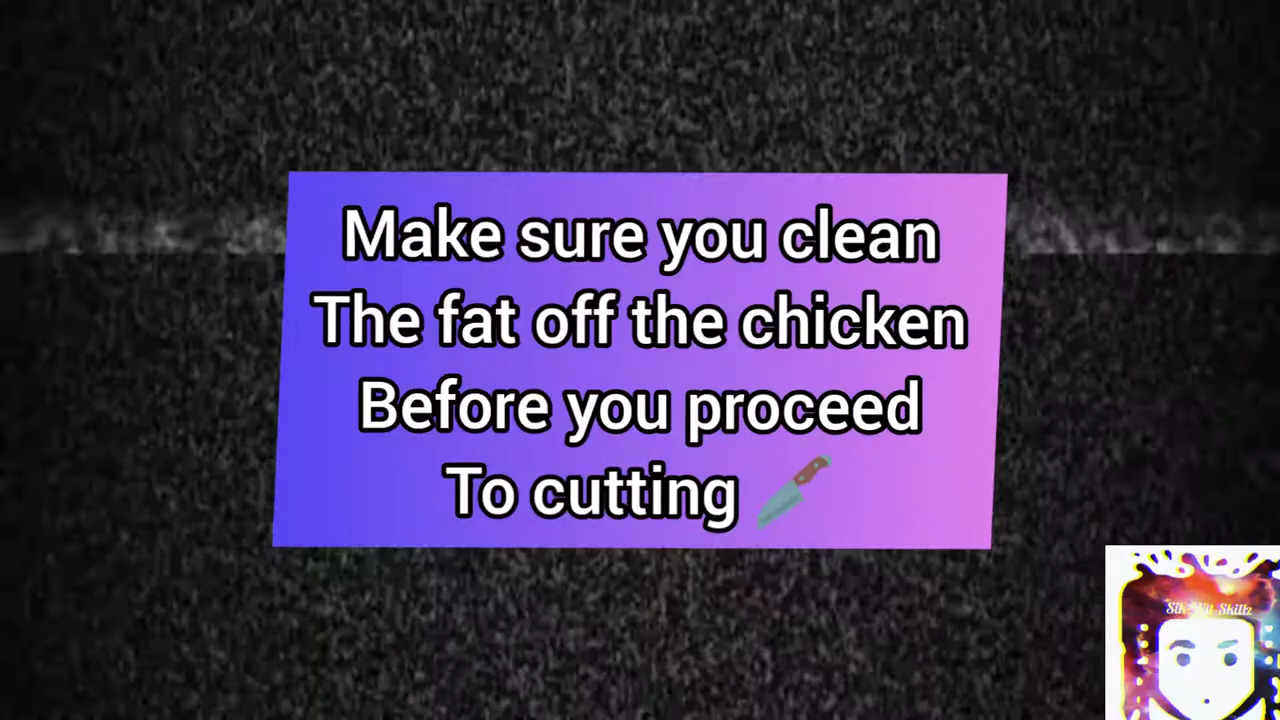 Make sure you clean
The fat off the chicken
Before you proceed
To cutting 🔪